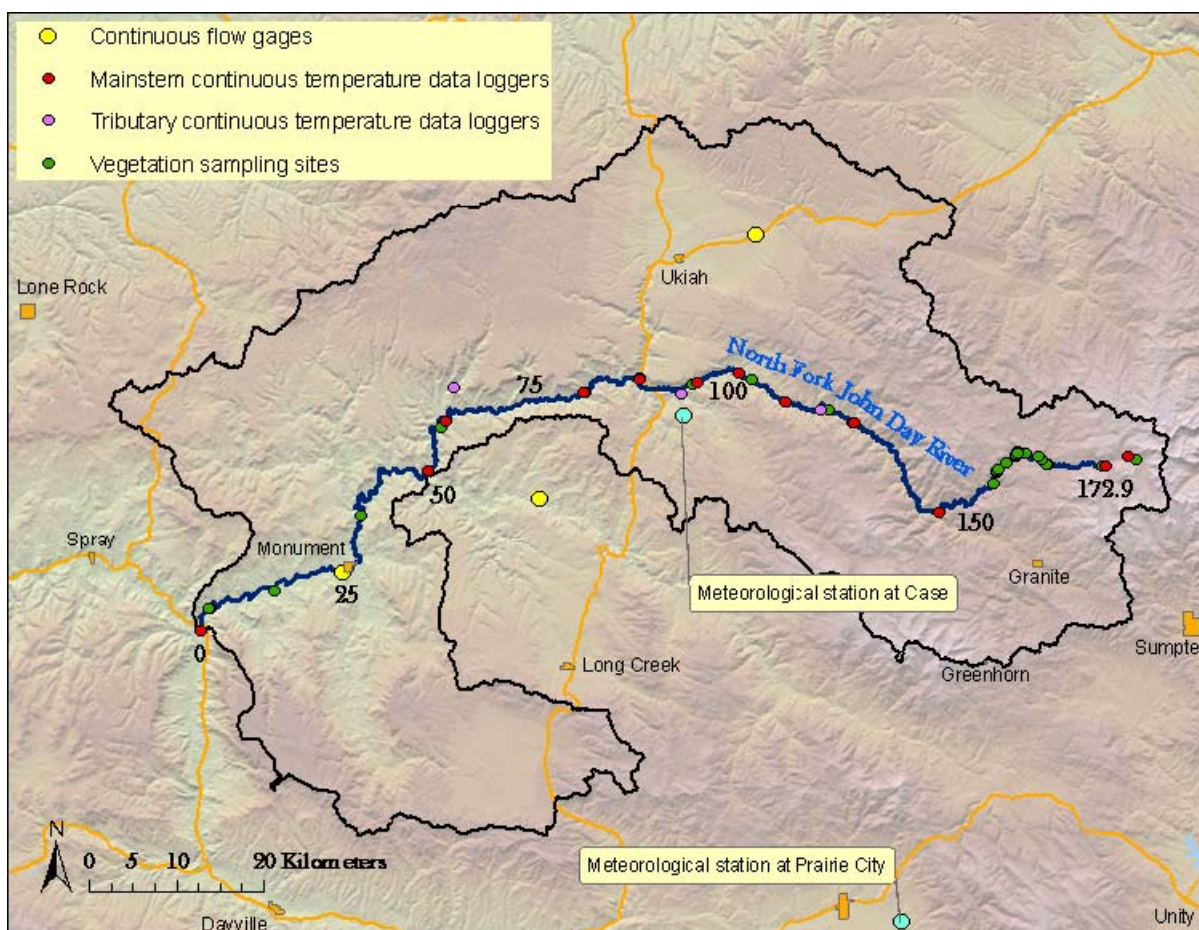 Continuous flow gages
Mainstem continuous temperature data loggers
Tributary continuous temperature data loggers
Vegetation sampling sites
Ukiah
Lone Rock
North Fork John Day River
75
100
50
172.9
150
Spray
Monument
25
Granite
Meteorological station at Case
0
Sumpte
Long Creek
Greenhorn
N
0 5 10 20 Kilometers
Meteorological station at Prairie City
Dayville
Unity